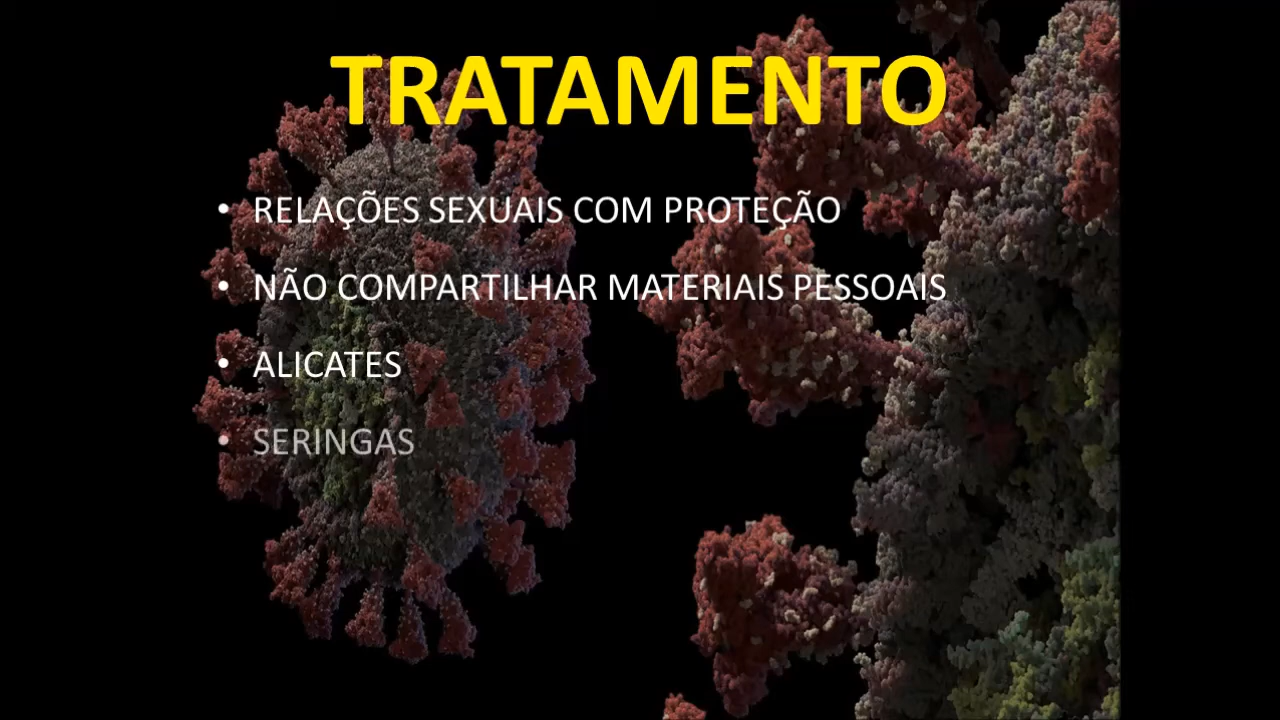 TRATAMENTO
• RELAÇÕES SEXUAIS COM PROTEÇÃO
• NÃO COMPARTILHAR MATERIAIS PESSOAIS
• ALICATES
• SERINGAS